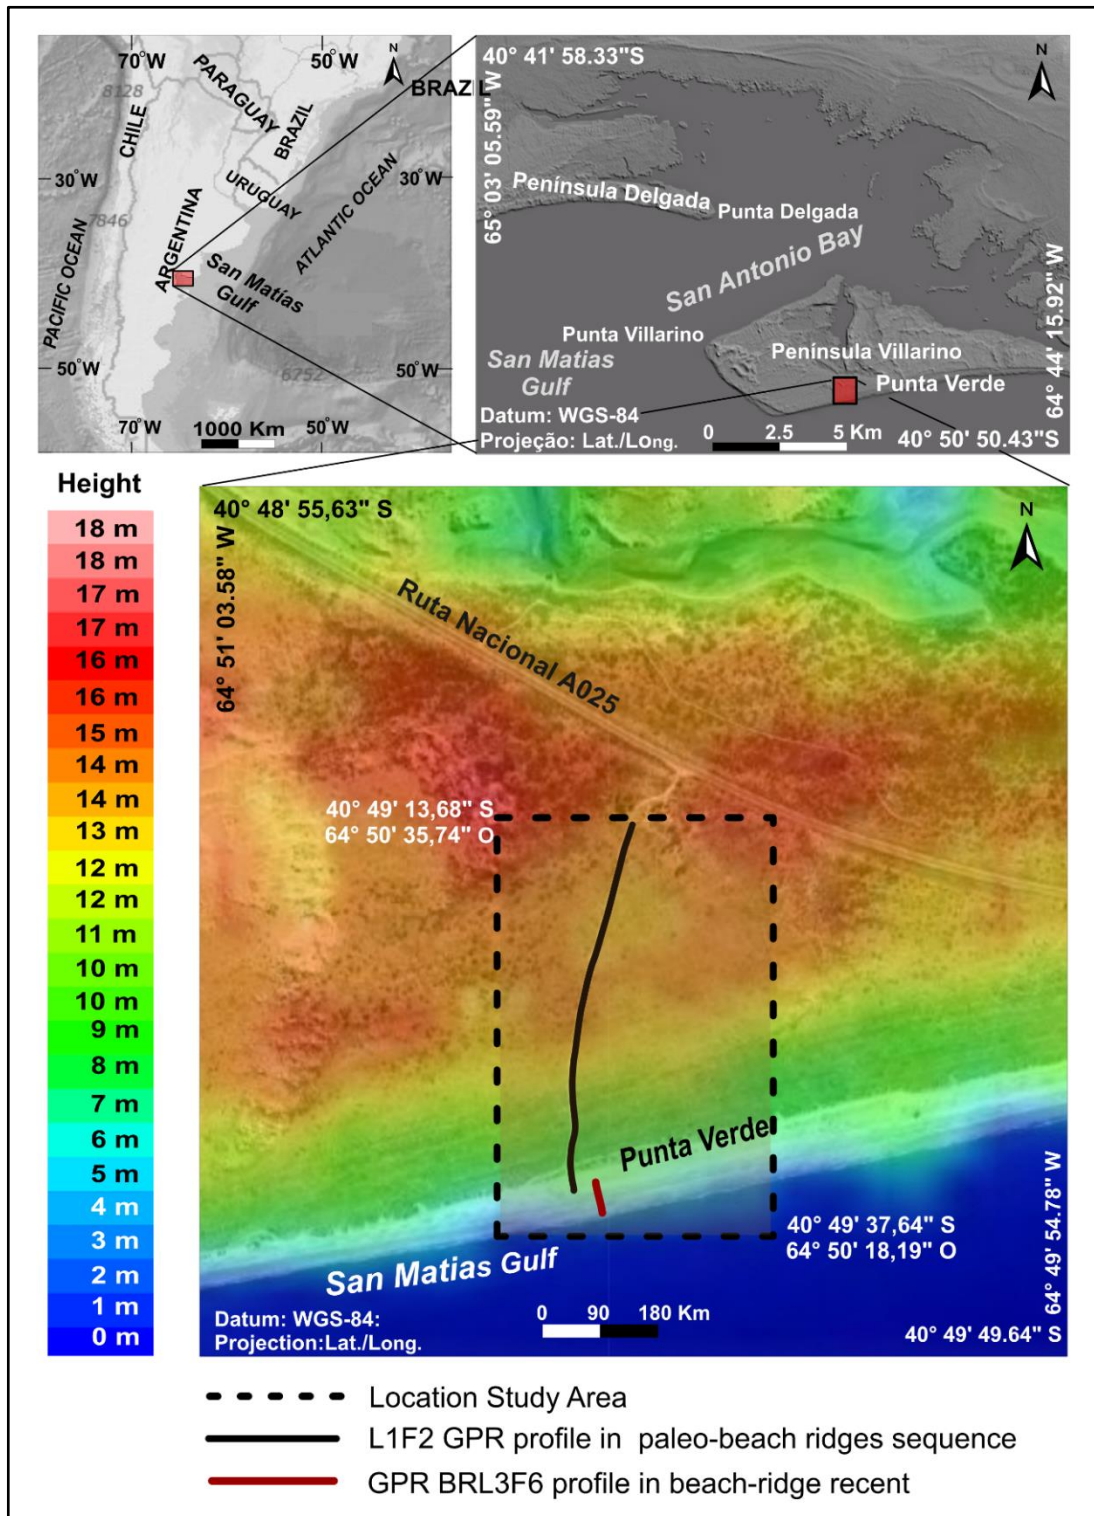 70°W
50°W
N
8128
PARAGUAY
BRAZIL
CHILE
BRAZIL
30°W
URUGUAY
30°W
7846
ARGENTINA
ATLANTIC OCEAN
PACIFIC OCEAN
San Matías
Gulf
50°W
6752
50°W
70°W
1000 Km
50°W
40° 41' 58.33"S
N
65° 03' 05.59" W
Península Delgada
Punta Delgada
San Antonio Bay
Punta Villarino
Península Villarino
San Matias
Gulf
Punta Verde
64° 44' 15.92" W
Datum: WGS-84
Projeção: Lat./Long.
0 2.5 5 Km
40° 50' 50.43"S
Height
18 m
18 m
17 m
17 m
16 m
16 m
15 m
14 m
14 m
13 m
12 m
12 m
11 m
10 m
10 m
9 m
8 m
7 m
6 m
5 m
4 m
3 m
2 m
1 m
0 m
40° 48' 55,63" S
64° 51' 03.58" W
N
Ruta Nacional A025
40° 49' 13,68" S
64° 50' 35,74" O
Punta Verde
40° 49' 37,64" S
64° 50' 18,19" O
San Matias Gulf
64° 49' 54.78" W
Datum: WGS-84:
Projection:Lat./Long.
0 90 180 Km
40° 49' 49.64" S
Location Study Area
L1F2 GPR profile in paleo-beach ridges sequence
GPR BRL3F6 profile in beach-ridge recent